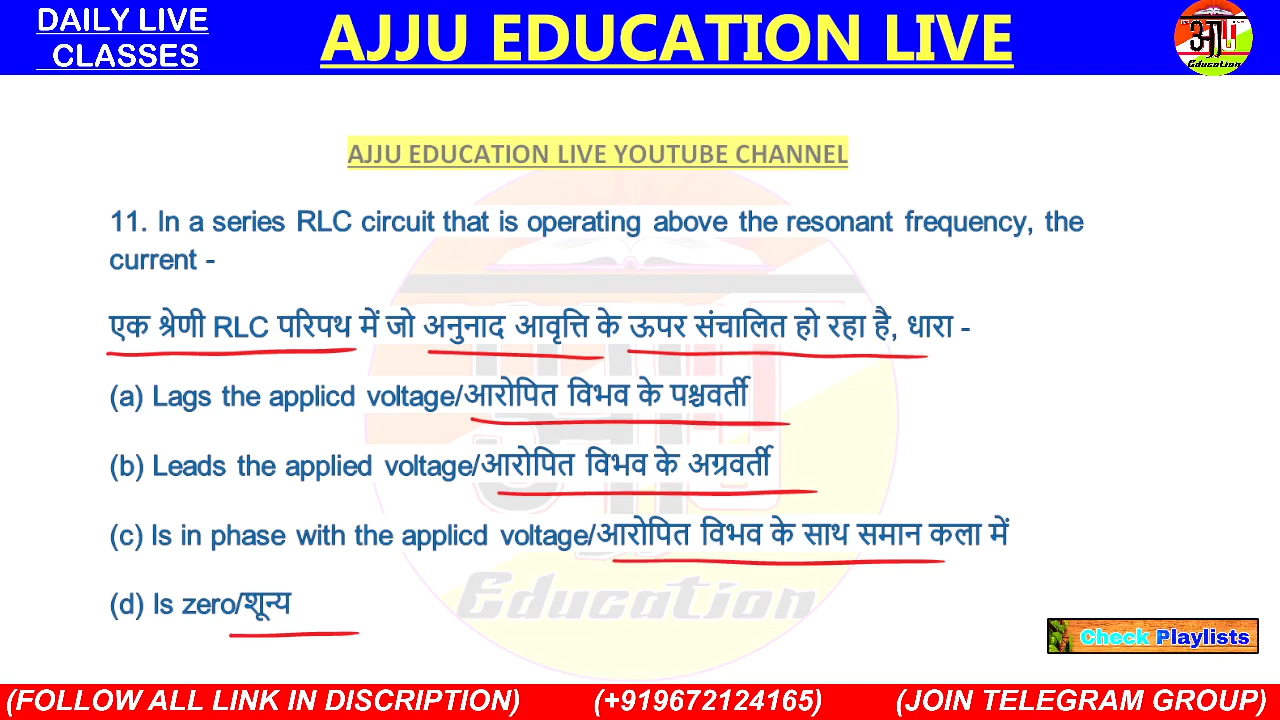 DAILY LIVE
CLASSES
AJJU EDUCATION LIVE
आपु
Education
AJJU EDUCATION LIVE YOUTUBE CHANNEL
11. In a series RLC circuit that is operating above the resonant frequency, the
current -
एक श्रेणी RLC परिपथ में जो अनुनाद आवृत्ति के ऊपर संचालित हो रहा है, धारा -
(a) Lags the applicd voltage/आरोपित विभव के पश्चवर्ती
(b) Leads the applied voltage/आरोपित विभव के अग्रवर्ती
(c) Is in phase with the applicd voltage/आरोपित विभव के साथ समान कला में
(d) Is zero/शून्य
Education
Check Playlists
(FOLLOW ALL LINK IN DISCRIPTION) (+919672124165) (JOIN TELEGRAM GROUP)